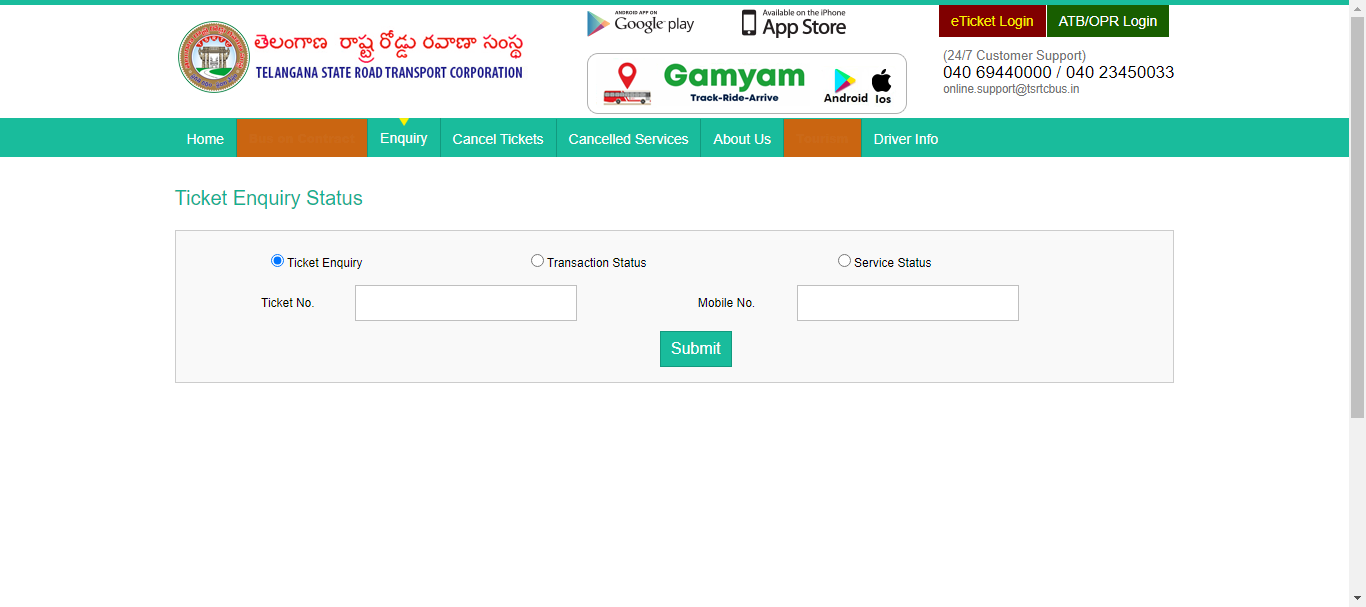 తెలంగాణ రాష్ట్ర రోడ్డు రవాణా సంస్థ
TELANGANA STATE ROAD TRANSPORT CORPORATION
ANDROID APP ON
Google play
Available on the iPhone
App Store
Gamyam
Track-Ride-Arrive
Android Ios
eTicket Login ATB/OPR Login
(24/7 Customer Support)
040 69440000 / 040 23450033
online.support@tsrtcbus.in
Home Enquiry Cancel Tickets Cancelled Services About Us Driver Info
Ticket Enquiry Status
Ticket Enquiry Transaction Status Service Status
Ticket No. Mobile No.
Submit